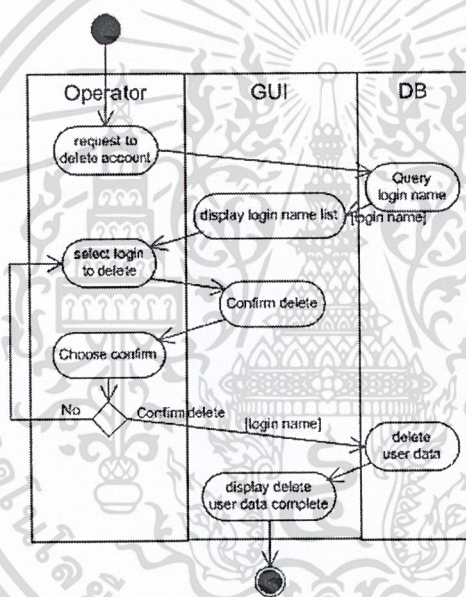 Operator
GUI
DB
request to
delete account
Query
login name
display login name list
[login name]
select login
to delete
Confirm delete
Choose confirm
No
Confirm delete
[login name]
delete
user data
display delete
user data complete